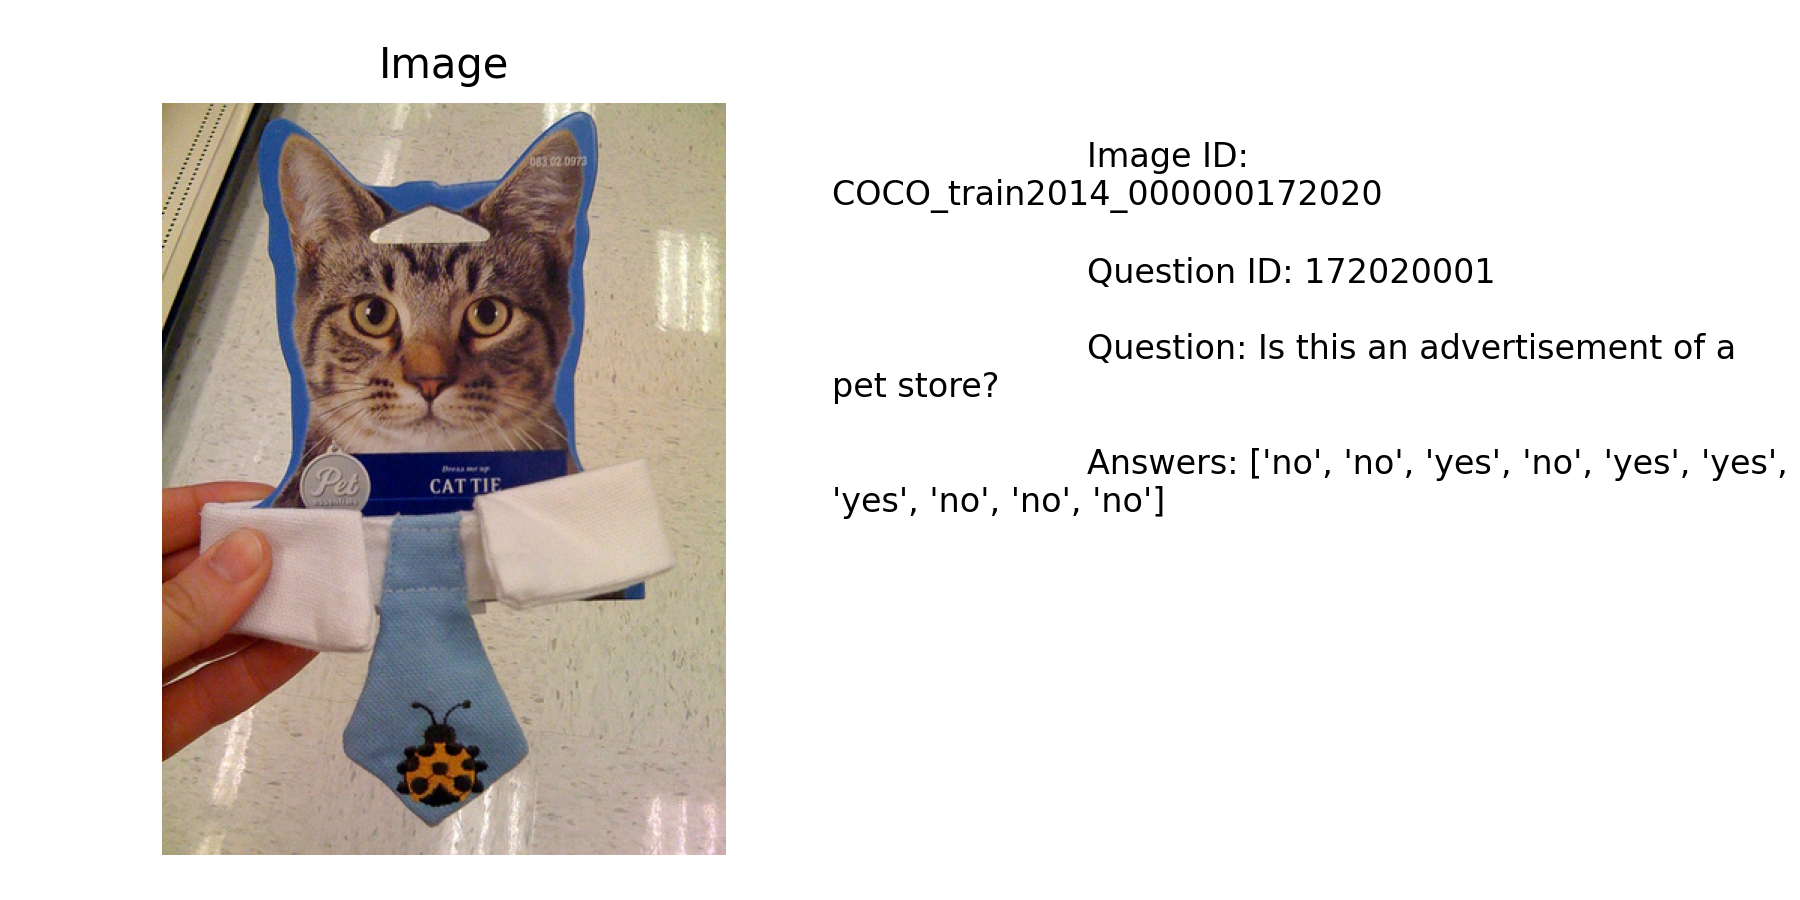 Image
083 02 0973
Dress me up
CAT TIE
Pet
essentials
Image ID:
COCO_train2014_000000172020
Question ID: 172020001
Question: Is this an advertisement of a
pet store?
Answers: ['no', 'no', 'yes', 'no', 'yes', 'yes',
'yes', 'no', 'no', 'no']